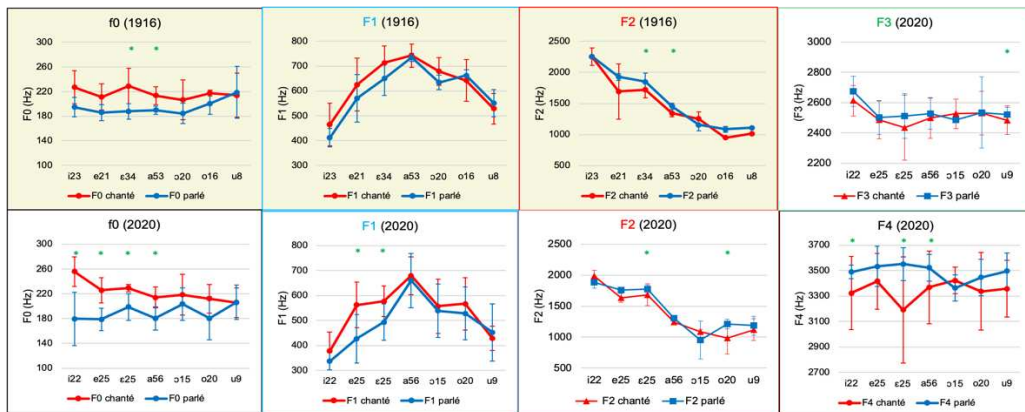 f0 (1916)
* *
300
260
220
180
140
100
F0 (Hz)
i23 e21 ɛ34 a53 ɔ20 o16 u8
F0 chanté F0 parlé
F1 (1916)
800
700
600
500
400
300
F1 (Hz)
i23 e21 ɛ34 a53 ɔ20 o16 u8
F1 chanté F1 parlé
F2 (1916)
* *
2500
2000
1500
1000
500
F2 (Hz)
i23 e21 ɛ34 a53 ɔ20 o16 u8
F2 chanté F2 parlé
F3 (2020)
*
3000
2800
2600
2400
2200
(F3 (Hz)
i22 e25 ɛ25 a56 ɔ15 o20 u9
F3 chanté F3 parlé
f0 (2020)
* * * *
300
260
220
180
140
100
F0 (Hz)
i22 e25 ɛ25 a56 ɔ15 o20 u9
F0 chanté F0 parlé
F1 (2020)
* *
800
700
600
500
400
300
F1 (Hz)
i22 e25 ɛ25 a56 ɔ15 o20 u9
F1 chanté F1 parlé
F2 (2020)
* *
2500
2000
1500
1000
500
F2 (Hz)
i22 e25 ɛ25 a56 ɔ15 o20 u9
F2 chanté F2 parlé
F4 (2020)
* * *
3700
3500
3300
3100
2900
2700
F4 (Hz)
i22 e25 ɛ25 a56 ɔ15 o20 u9
F4 chanté F4 parlé